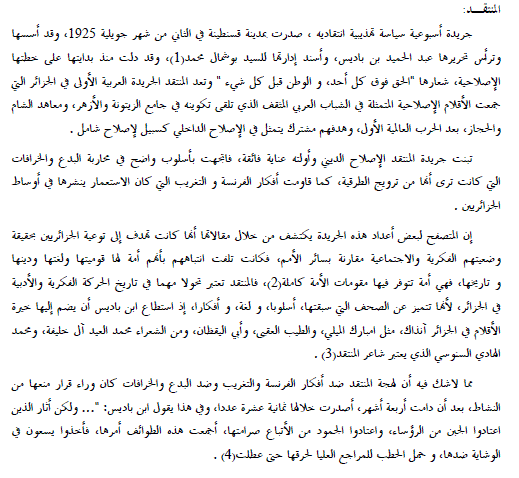 المنتقـد:
جريدة أسبوعية سياسة تهذيبية انتقاديه ، صدرت بمدينة قسنطينة في الثاني من شهر جويلية 1925، وقد أسسها
وترأس تحريرها عبد الحميد بن باديس، وأسند إدارتها للسيد بوشمال محمد(1)، وقد دلت منذ بدايتها على خطتها
الإصلاحية، شعارها "الحق فوق كل أحد، و الوطن قبل كل شيء " وتعد المنتقد الجريدة العربية الأولى في الجزائر التي
جمعت الأقلام الإصلاحية المتمثلة في الشباب العربي المثقف الذي تلقى تكوينه في جامع الزيتونة والأزهر، ومعاهد الشام
والحجاز، بعد الحرب العالمية الأولى، وهدفهم مشترك يتمثل في الإصلاح الداخلي كسبيل لإصلاح شامل .
تبنت جريدة المنتقد الإصلاح الديني وأولته عناية فائقة، فاتجهت بأسلوب واضح في محاربة البدع والخرافات
التي كانت ترى أنها من ترويج الطرقية، كما قاومت أفكار الفرنسة و التغريب التي كان الاستعمار ينشرها في أوساط
الجزائريين .
إن المتصفح لبعض أعداد هذه الجريدة يكتشف من خلال مقالاتها أنها كانت تهدف إلى توعية الجزائريين بحقيقة
وضعيتهم الفكرية والاجتماعية مقارنة بسائر الأمم، فكانت تلفت انتباههم بأنهم أمة لها قوميتها ولغتها ودينها
و تاريخها، فهي أمة تتوفر فيها مقومات الأمة كاملة(2)، فالمنتقد تعتبر تحولا مهما في تاريخ الحركة الفكرية والأدبية
في الجزائر، لأنها تتميز عن الصحف التي سبقتها، أسلوبا، و لغة، و أفكارا، إذ استطاع ابن باديس أن يضم إليها خيرة
الأقلام في الجزائر آنذاك، مثل امبارك الميلي، والطيب العقبى، وأبي اليقظان، ومن الشعراء محمد العيد آل خليفة، ومحمد
الهادي السنوسي الذي يعتبر شاعر المنتقد(3) .
مما لاشك فيه أن لهجة المنتقد ضد أفكار الفرنسة والتغريب وضد البدع والخرافات كان وراء قرار منعها من
النشاط، بعد أن دامت أربعة أشهر، أصدرت خلالها ثمانية عشرة عددا، وفي هذا يقول ابن باديس: "... ولكن أثار الذين
اعتادوا الجبن من الرؤساء، واعتادوا الجمود من الأتباع صرامتها، أجمعت هذه الطوائف أمرها، فأخذوا يسعون في
الوشاية ضدها، و حمل الحطب للمراجع العليا لحرقها حتى عطلت(4) .